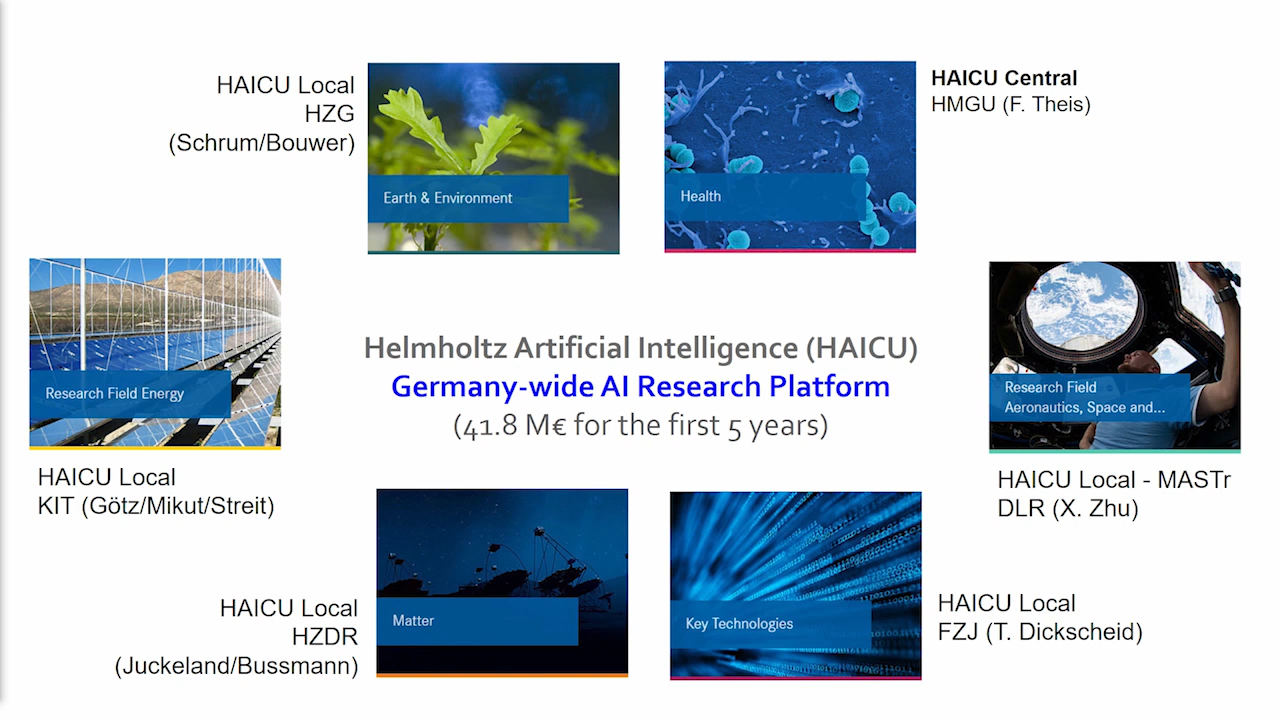 HAICU Local
HZG
(Schrum/Bouwer)
Earth & Environment
Health
HAICU Central
HMGU (F. Theis)
Research Field Energy
HAICU Local
KIT (Götz/Mikut/Streit)
Helmholtz Artificial Intelligence (HAICU)
Germany-wide AI Research Platform
(41.8 M€ for the first 5 years)
Research Field
Aeronautics, Space and...
HAICU Local - MASTr
DLR (X. Zhu)
HAICU Local
HZDR
(Juckeland/Bussmann)
Matter
Key Technologies
HAICU Local
FZJ (T. Dickscheid)